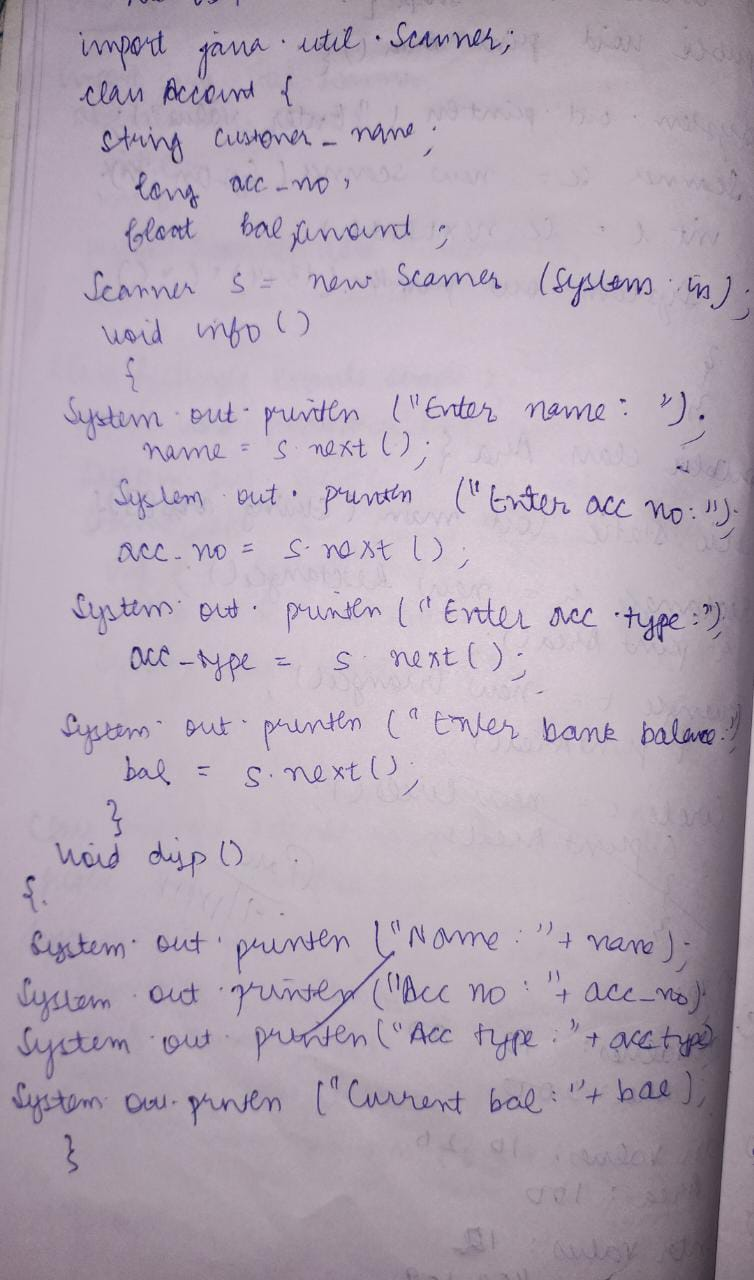 import java.util.Scanner;
class Account {
String customer_name;
long acc_no,
float bal, amount;
Scanner s = new Scanner (System.in);
void info ()
{
System.out.println ("Enter name: ");
name = s.next ();
System.out.println ("Enter acc no:");
acc_no = s.next ();
System.out.println ("Enter acc type:");
acc_type = s.next ();
System.out.println ("Enter bank balance:")
bal = s.next ();
}
void disp ()
{
System.out.println ("Name : "+ name);
System.out.println ("Acc no : "+ acc_no)
System.out.println ("Acc type : "+ acctype)
System.out.println ("Current bal : "+ bal);
}